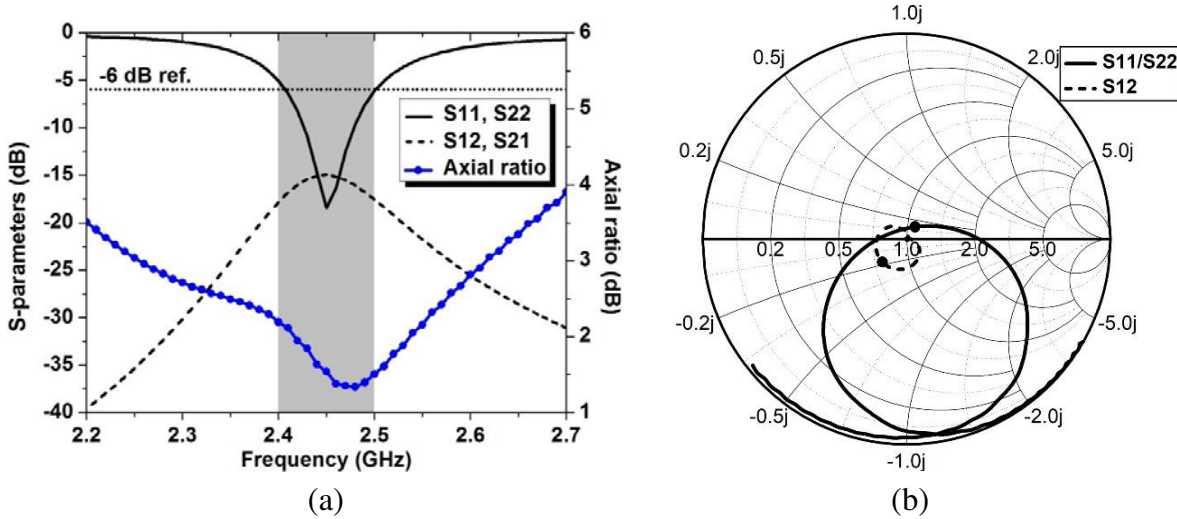 0
-5
-10
-15
-20
-25
-30
-35
-40
S-parameters (dB)
-6 dB ref.
S11, S22
S12, S21
Axial ratio
6
5
4
3
2
1
Axial ratio (dB)
2.2 2.3 2.4 2.5 2.6 2.7
Frequency (GHz)
(a)
1.0j
0.5j
2.0j
S11/S22
S12
0.2j
5.0j
0.2 0.5 1.0 2.0 5.0
-0.2j
-5.0j
-0.5j
-2.0j
-1.0j
(b)